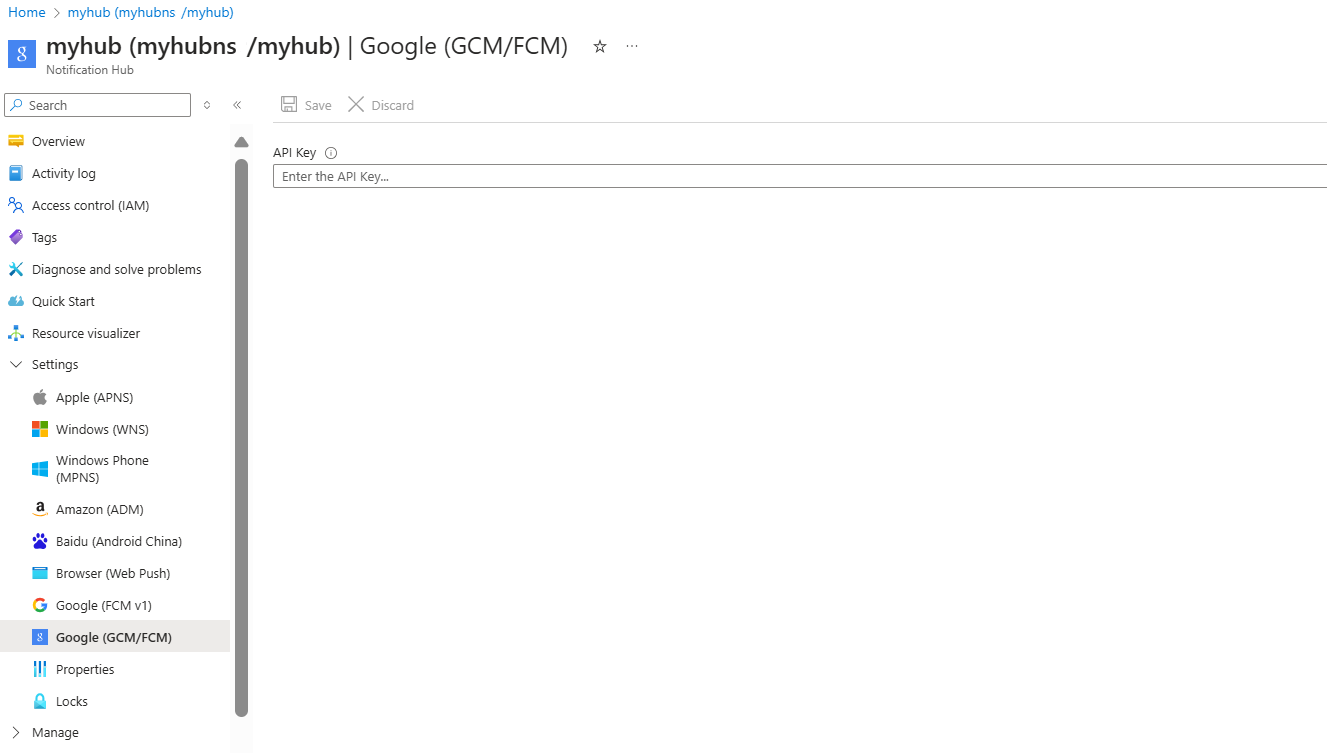 Home > myhub (myhubns /myhub)
myhub (myhubns /myhub) | Google (GCM/FCM)
Notification Hub
Search
Save
Discard
Overview
Activity log
Access control (IAM)
Tags
Diagnose and solve problems
Quick Start
Resource visualizer
Settings
Apple (APNS)
Windows (WNS)
Windows Phone
(MPNS)
Amazon (ADM)
Baidu (Android China)
Browser (Web Push)
Google (FCM v1)
Google (GCM/FCM)
Properties
Locks
Manage
API Key
Enter the API Key...